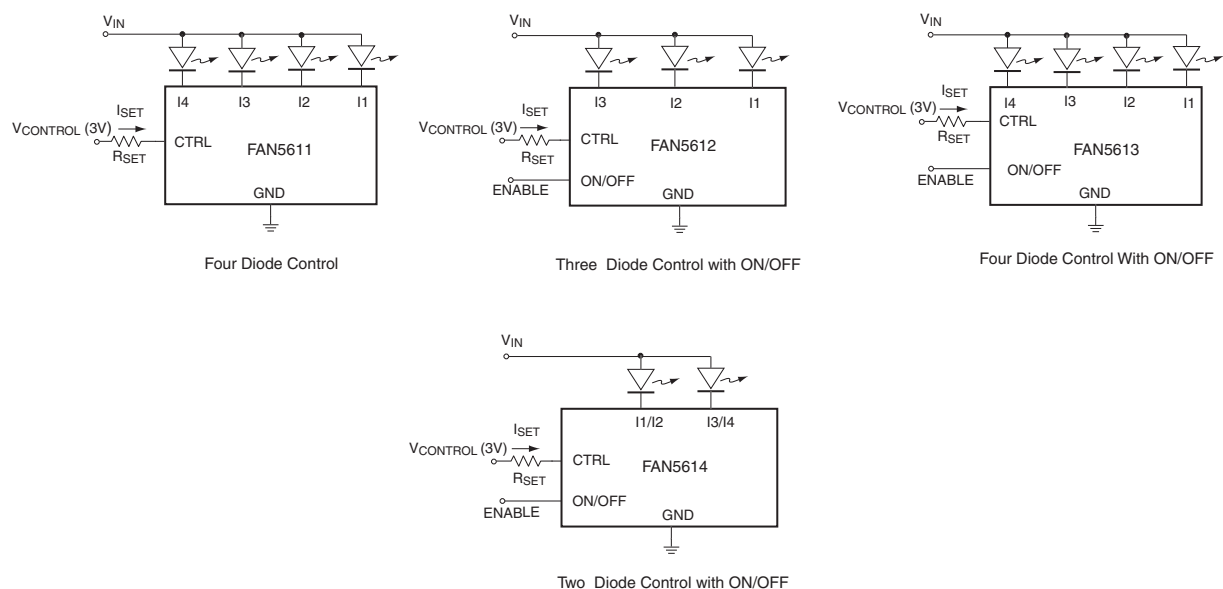 VIN
I4 I3 I2 I1
ISET
VCONTROL (3V)
RSET
CTRL
FAN5611
GND
Four Diode Control
VIN
I3 I2 I1
ISET
VCONTROL (3V)
RSET
CTRL
FAN5612
ENABLE
ON/OFF
GND
Three Diode Control with ON/OFF
VIN
I4 I3 I2 I1
ISET
VCONTROL (3V)
RSET
CTRL
FAN5613
ENABLE
ON/OFF
GND
Four Diode Control With ON/OFF
VIN
I1/I2 I3/I4
ISET
VCONTROL (3V)
RSET
CTRL
FAN5614
ENABLE
ON/OFF
GND
Two Diode Control with ON/OFF